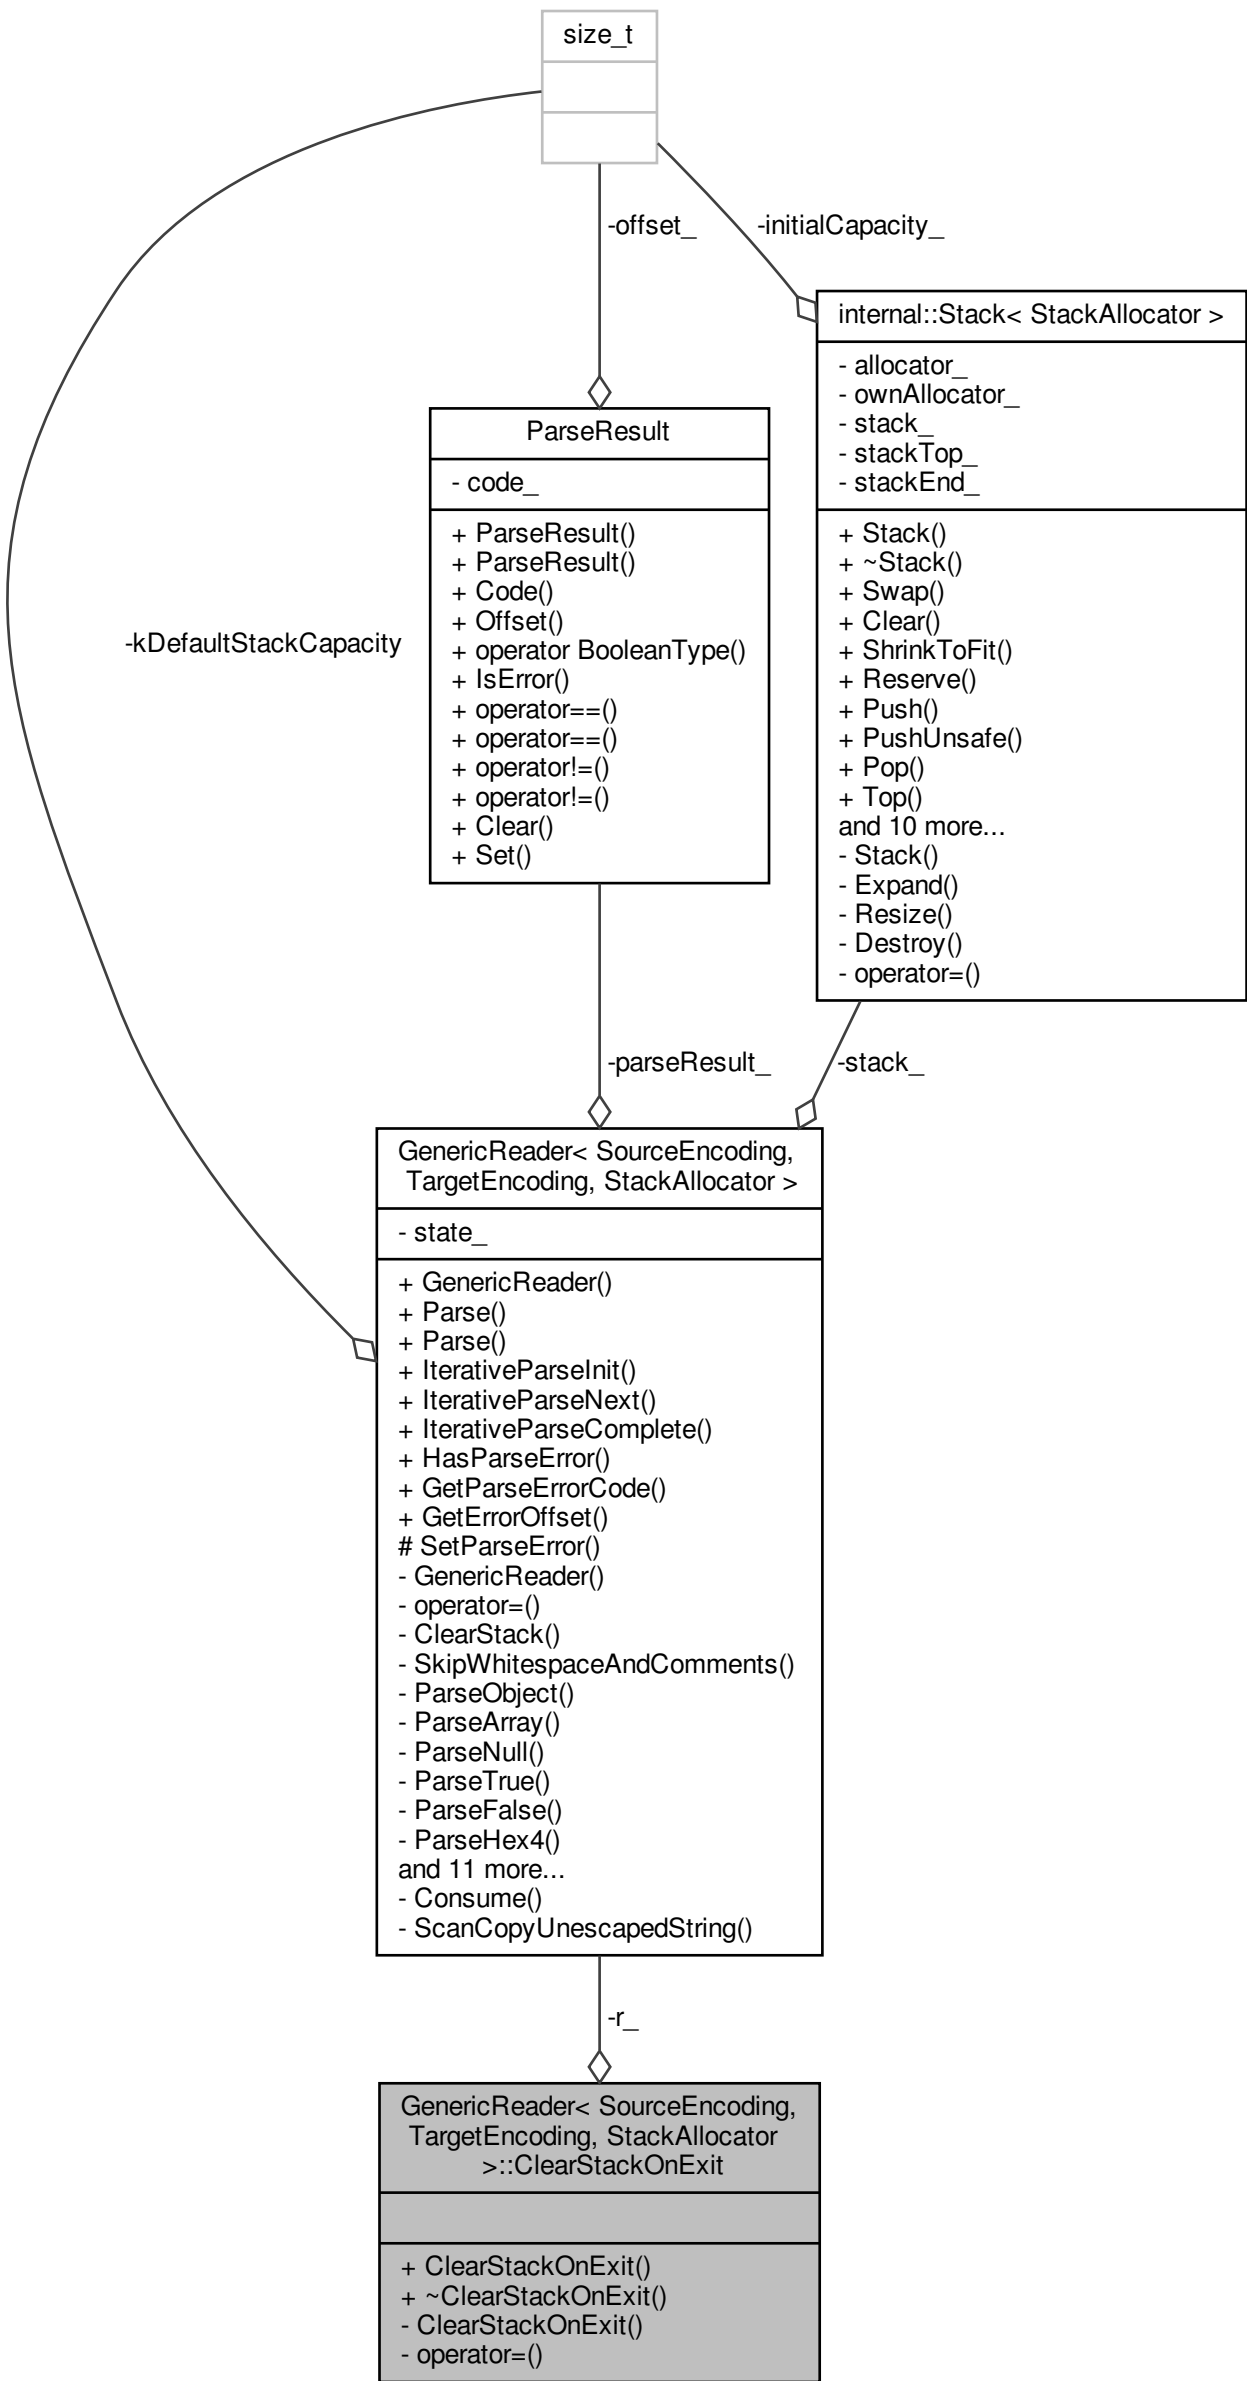 size_t
-offset_
-initialCapacity_
internal::Stack< StackAllocator >
- allocator_
- ownAllocator_
- stack_
- stackTop_
- stackEnd_
+ Stack()
+ ~Stack()
+ Swap()
+ Clear()
+ ShrinkToFit()
+ Reserve()
+ Push()
+ PushUnsafe()
+ Pop()
+ Top()
and 10 more...
- Stack()
- Expand()
- Resize()
- Destroy()
- operator=()
ParseResult
- code_
+ ParseResult()
+ ParseResult()
+ Code()
+ Offset()
+ operator BooleanType()
+ IsError()
+ operator==()
+ operator==()
+ operator!=()
+ operator!=()
+ Clear()
+ Set()
-kDefaultStackCapacity
-parseResult_
-stack_
GenericReader< SourceEncoding,
TargetEncoding, StackAllocator >
- state_
+ GenericReader()
+ Parse()
+ Parse()
+ IterativeParseInit()
+ IterativeParseNext()
+ IterativeParseComplete()
+ HasParseError()
+ GetParseErrorCode()
+ GetErrorOffset()
# SetParseError()
- GenericReader()
- operator=()
- ClearStack()
- SkipWhitespaceAndComments()
- ParseObject()
- ParseArray()
- ParseNull()
- ParseTrue()
- ParseFalse()
- ParseHex4()
and 11 more...
- Consume()
- ScanCopyUnescapedString()
-r_
GenericReader< SourceEncoding,
TargetEncoding, StackAllocator
>::ClearStackOnExit
+ ClearStackOnExit()
+ ~ClearStackOnExit()
- ClearStackOnExit()
- operator=()